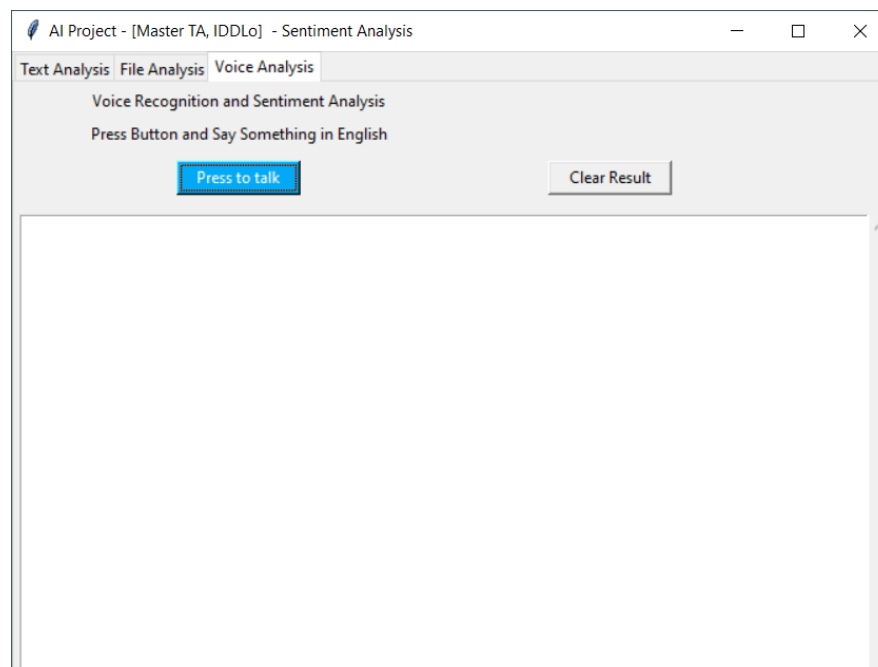 AI Project - [Master TA, IDDLo]  - Sentiment Analysis
Text Analysis File Analysis Voice Analysis
Voice Recognition and Sentiment Analysis
Press Button and Say Something in English
Press to talk Clear Result